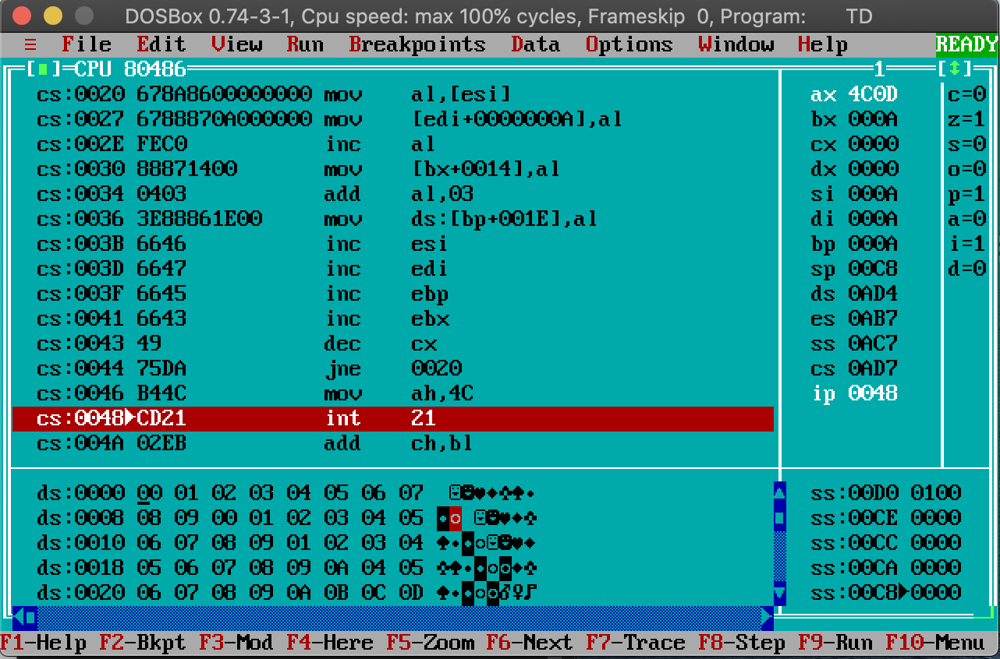 DOSBox 0.74-3-1, Cpu speed: max 100% cycles, Frameskip 0, Program: TD
≡ File Edit View Run Breakpoints Data Options Window Help READY
[■]=CPU 80486 1 [↕]
cs:0020 678A8600000000 mov al,[esi] ax 4C0D c=0
cs:0027 6788870A000000 mov [edi+0000000A],al bx 000A z=1
cs:002E FEC0 inc al cx 0000 s=0
cs:0030 88871400 mov [bx+0014],al dx 0000 o=0
cs:0034 0403 add al,03 si 000A p=1
cs:0036 3E88861E00 mov ds:[bp+001E],al di 000A a=0
cs:003B 6646 inc esi bp 000A i=1
cs:003D 6647 inc edi sp 00C8 d=0
cs:003F 6645 inc ebp ds 0AD4
cs:0041 6643 inc ebx es 0AB7
cs:0043 49 dec cx ss 0AC7
cs:0044 75DA jne 0020 cs 0AD7
cs:0046 B44C mov ah,4C ip 0048
cs:0048►CD21 int 21
cs:004A 02EB add ch,bl
ds:0000 00 01 02 03 04 05 06 07 ☺☻♥♦♣♠• ss:00D0 0100
ds:0008 08 09 00 01 02 03 04 05 ◘○ ☺☻♥♦♣ ss:00CE 0000
ds:0010 06 07 08 09 01 02 03 04 ♠•◘○☺☻♥♦ ss:00CC 0000
ds:0018 05 06 07 08 09 0A 04 05 ♣♠•◘○◙♦♣ ss:00CA 0000
ds:0020 06 07 08 09 0A 0B 0C 0D ♠•◘○◙♂♀♪ ss:00C8►0000
F1-Help F2-Bkpt F3-Mod F4-Here F5-Zoom F6-Next F7-Trace F8-Step F9-Run F10-Menu